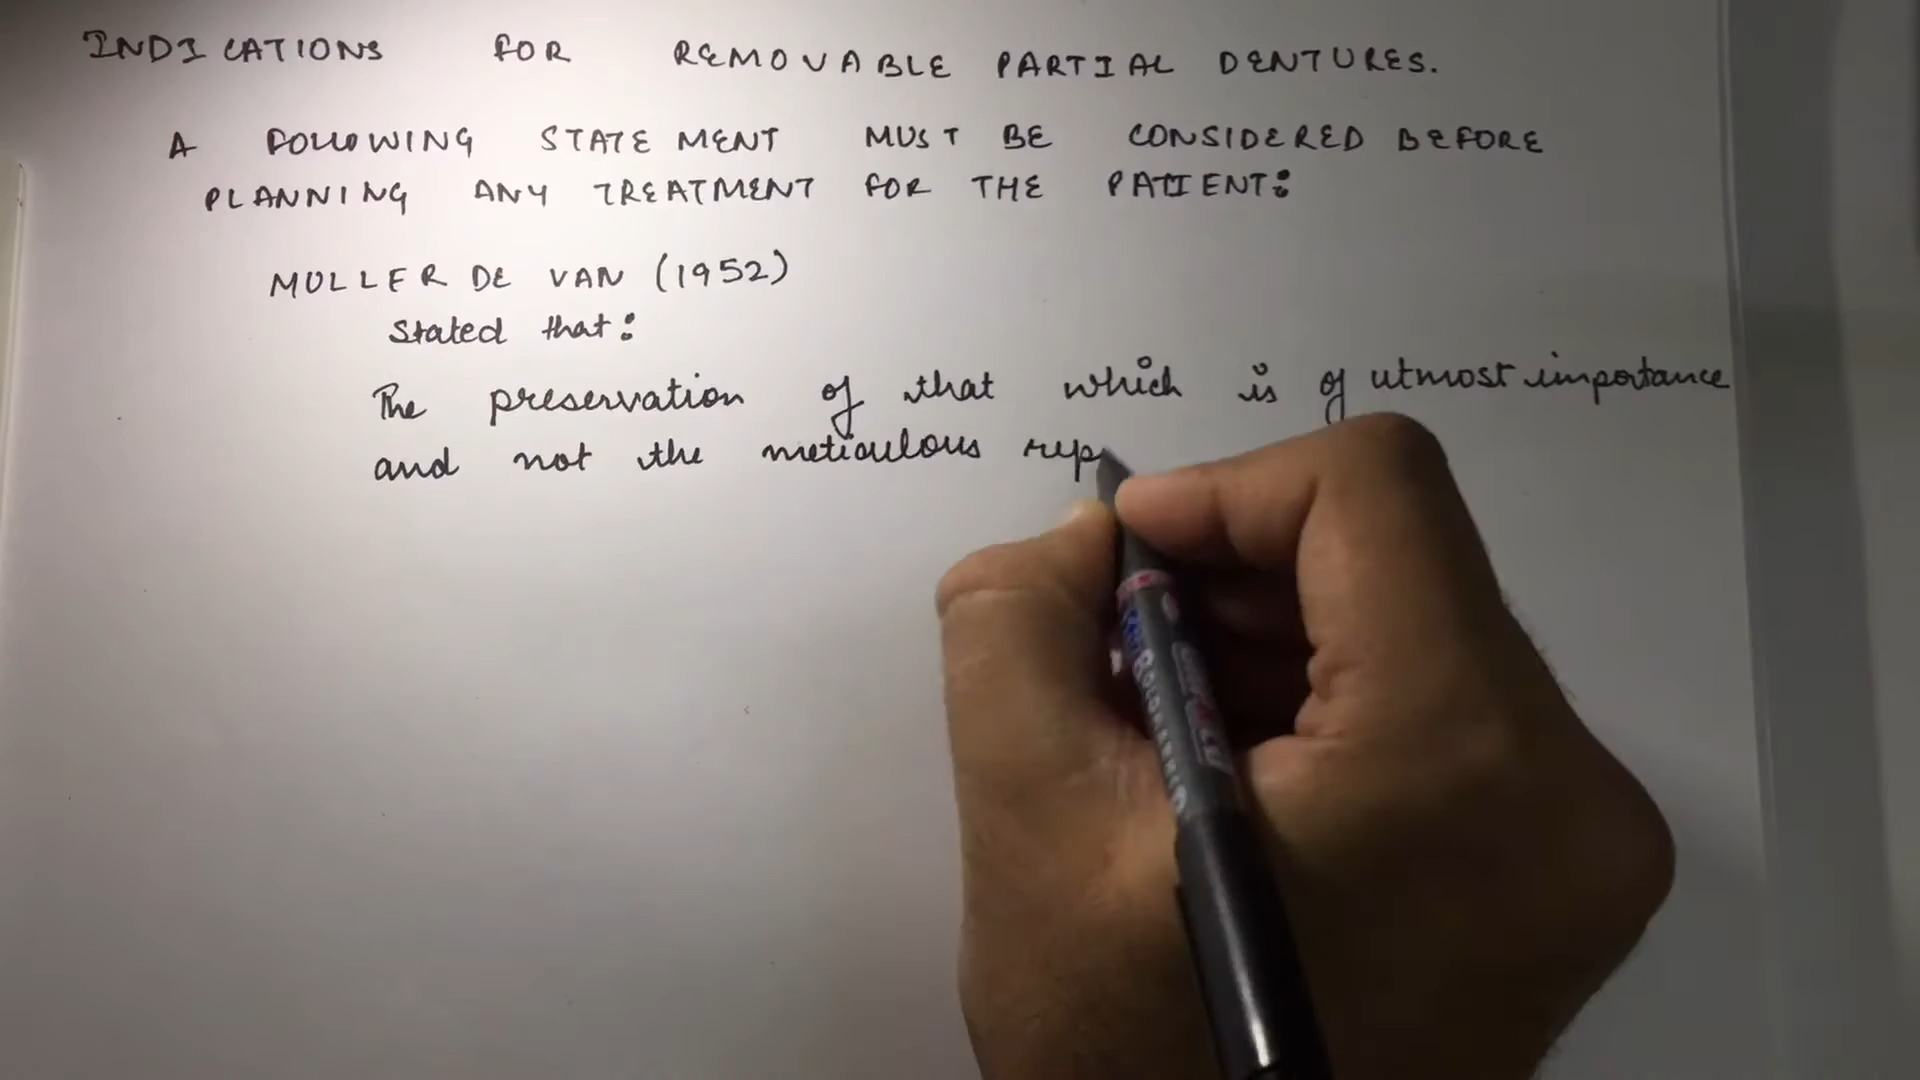 INDICATIONS FOR REMOVABLE PARTIAL DENTURES.
A FOLLOWING STATEMENT MUST BE CONSIDERED BEFORE
PLANNING ANY TREATMENT FOR THE PATIENT:
MULLER DE VAN (1952)
Stated that:
The preservation of that which is of utmost importance
and not the meticulous rep